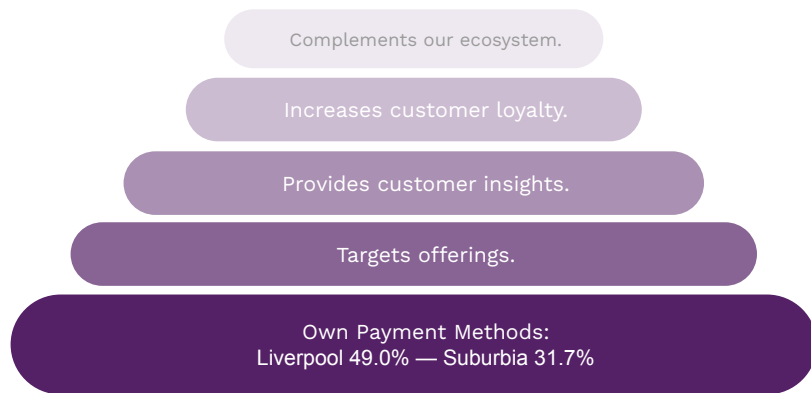 Complements our ecosystem.
Increases customer loyalty.
Provides customer insights.
Targets offerings.
Own Payment Methods:
Liverpool 49.0% — Suburbia 31.7%